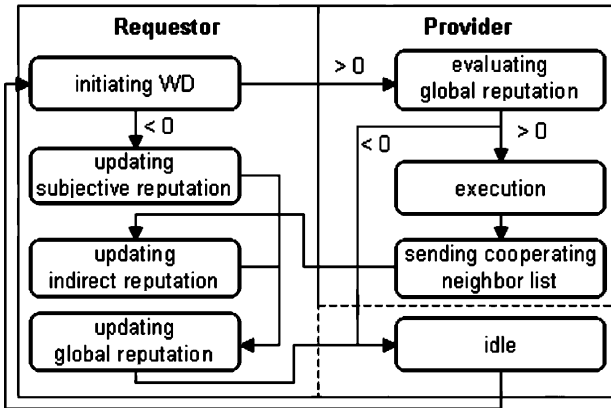 Requestor
Provider
initiating WD
> 0
evaluating
global reputation
< 0
< 0
> 0
updating
subjective reputation
execution
updating
indirect reputation
sending cooperating
neighbor list
updating
global reputation
idle